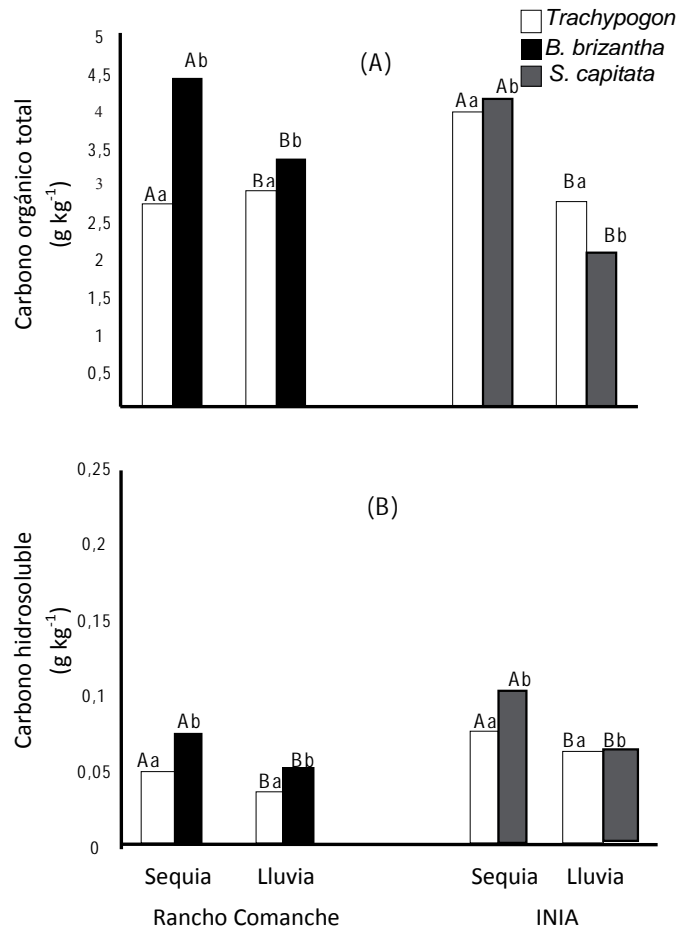 Trachypogon
B. brizantha
S. capitata
(A)
Carbono orgánico total
(g kg-1)
5
4,5
4
3,5
3
2,5
2
1,5
1
0,5
Aa
Ab
Ba
Bb
Aa
Ab
Ba
Bb
(B)
Carbono hidrosoluble
(g kg-1)
0,25
0,2
0,15
0,1
0,05
0
Aa
Ab
Ba
Bb
Aa
Ab
Ba
Bb
Sequia Lluvia Sequia Lluvia
Rancho Comanche INIA